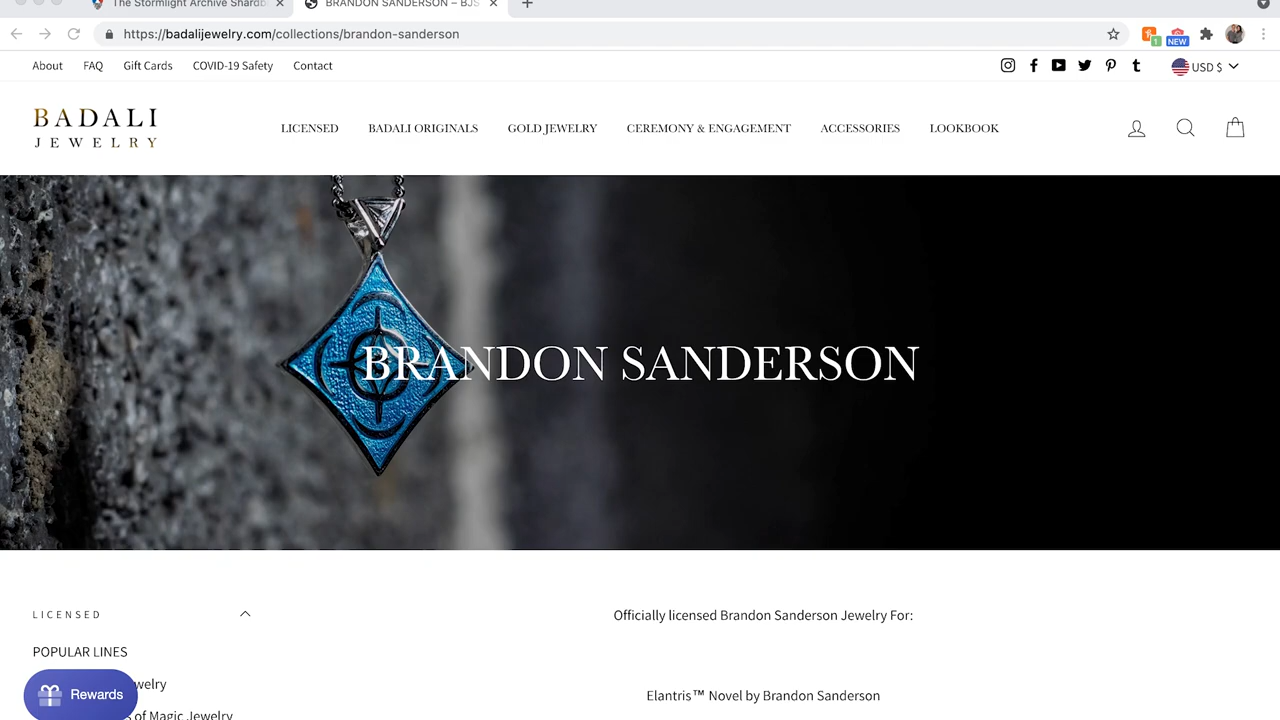 The Stormlight Archive Shardb
BRANDON SANDERSON – BJS
https://badalijewelry.com/collections/brandon-sanderson
1
NEW
About FAQ Gift Cards COVID-19 Safety Contact
USD $
BADALI
JEWELRY
LICENSED BADALI ORIGINALS GOLD JEWELRY CEREMONY & ENGAGEMENT ACCESSORIES LOOKBOOK
BRANDON SANDERSON
LICENSED
Officially licensed Brandon Sanderson Jewelry For:
POPULAR LINES
welry
Rewards
Elantris™ Novel by Brandon Sanderson
s of Magic Jewelry